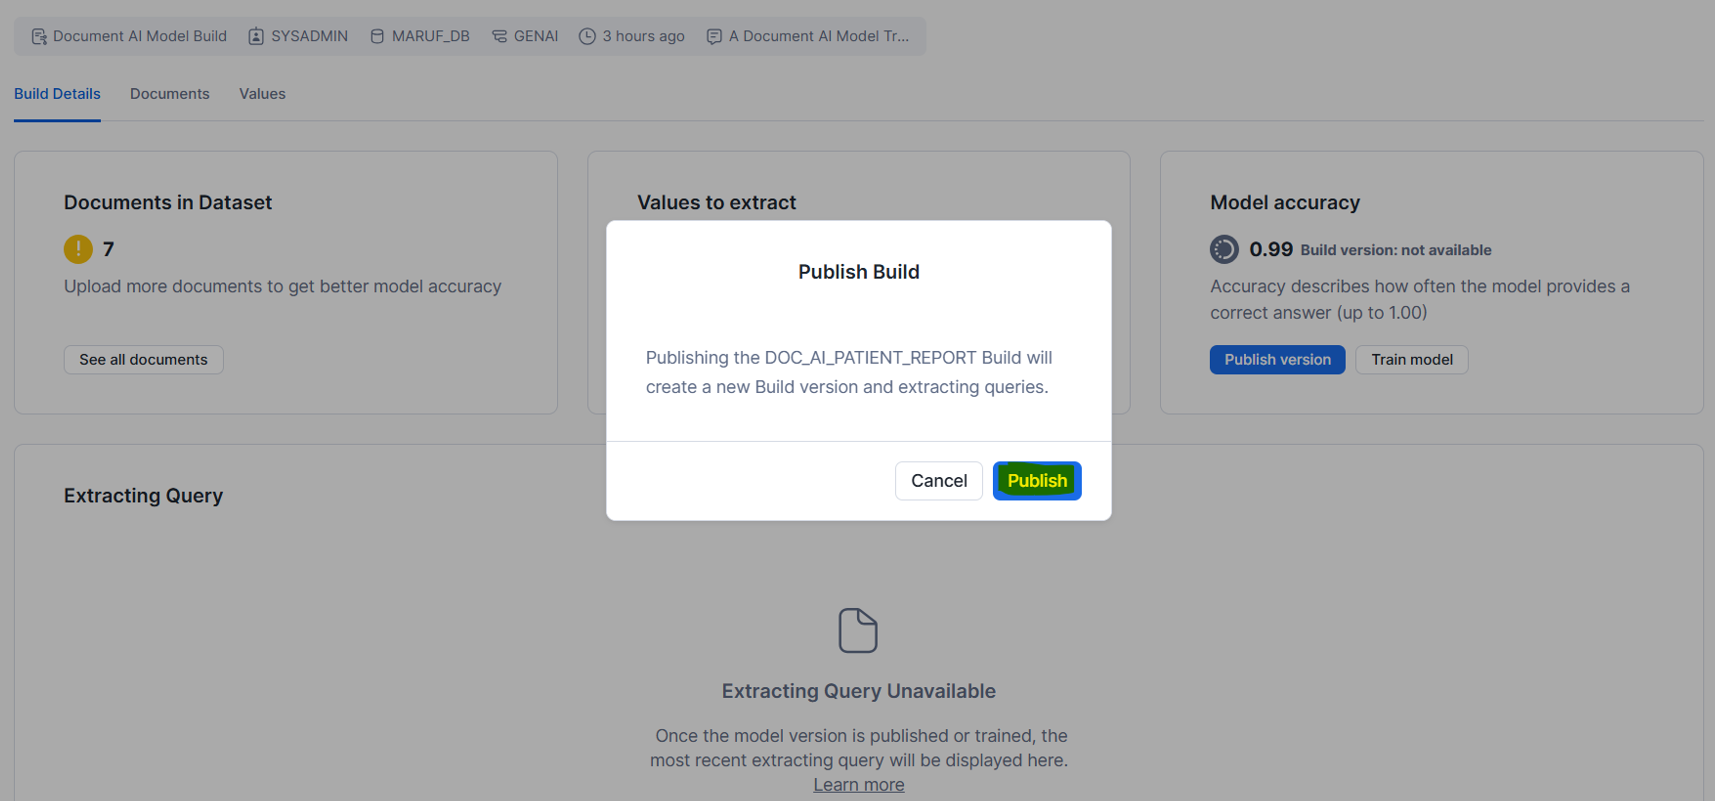 Document AI Model Build SYSADMIN MARUF_DB GENAI 3 hours ago A Document AI Model Tr...
Build Details Documents Values
Documents in Dataset
7
Upload more documents to get better model accuracy
See all documents
Values to extract
Model accuracy
0.99 Build version: not available
Accuracy describes how often the model provides a
correct answer (up to 1.00)
Publish version Train model
Publish Build
Publishing the DOC_AI_PATIENT_REPORT Build will
create a new Build version and extracting queries.
Cancel Publish
Extracting Query
Extracting Query Unavailable
Once the model version is published or trained, the
most recent extracting query will be displayed here.
Learn more